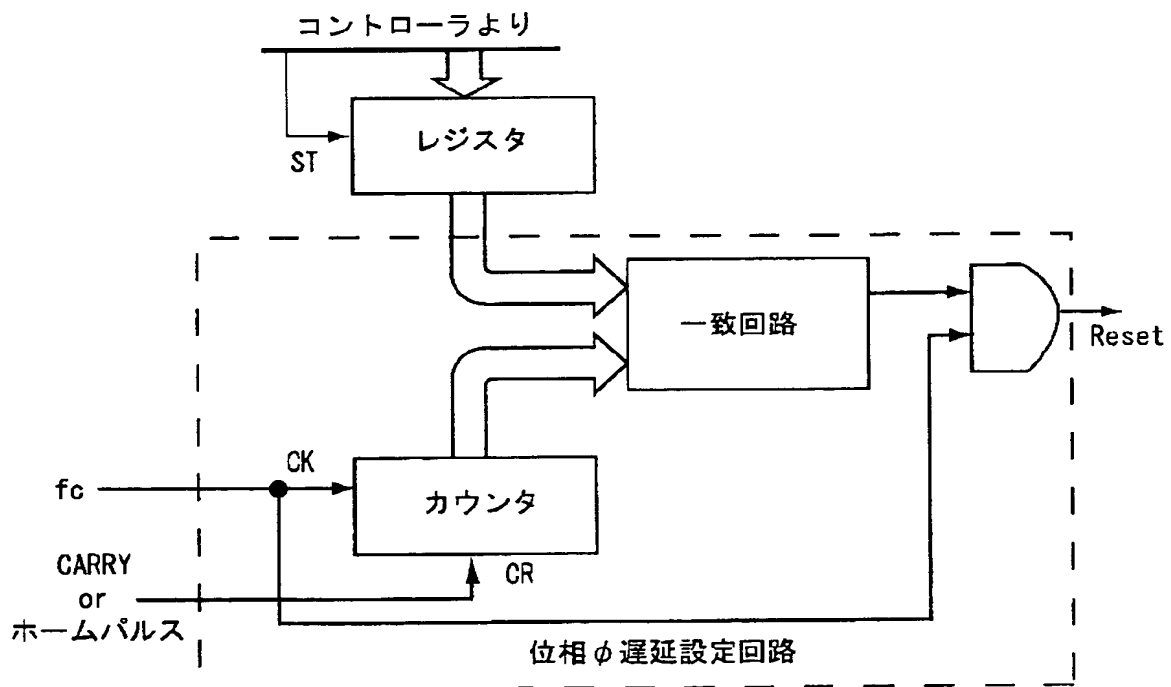 コントローラより
レジスタ
ST
一致回路
Reset
CK
fc
カウンタ
CARRY
or
ホームパルス
CR
位相φ遅延設定回路